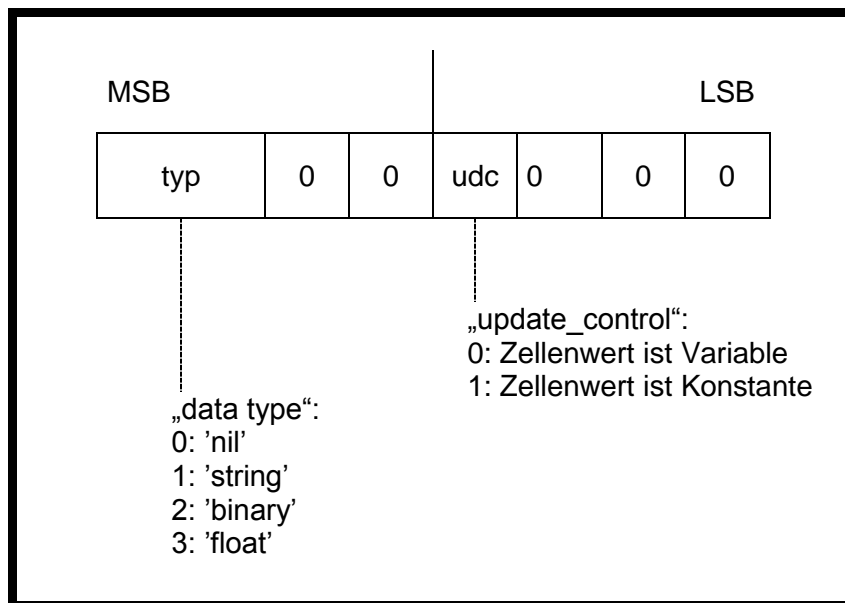 MSB LSB
typ 0 0 udc 0 0 0
„update_control“:
0: Zellenwert ist Variable
1: Zellenwert ist Konstante
„data type“:
0: ’nil’
1: ’string’
2: ’binary’
3: ’float’